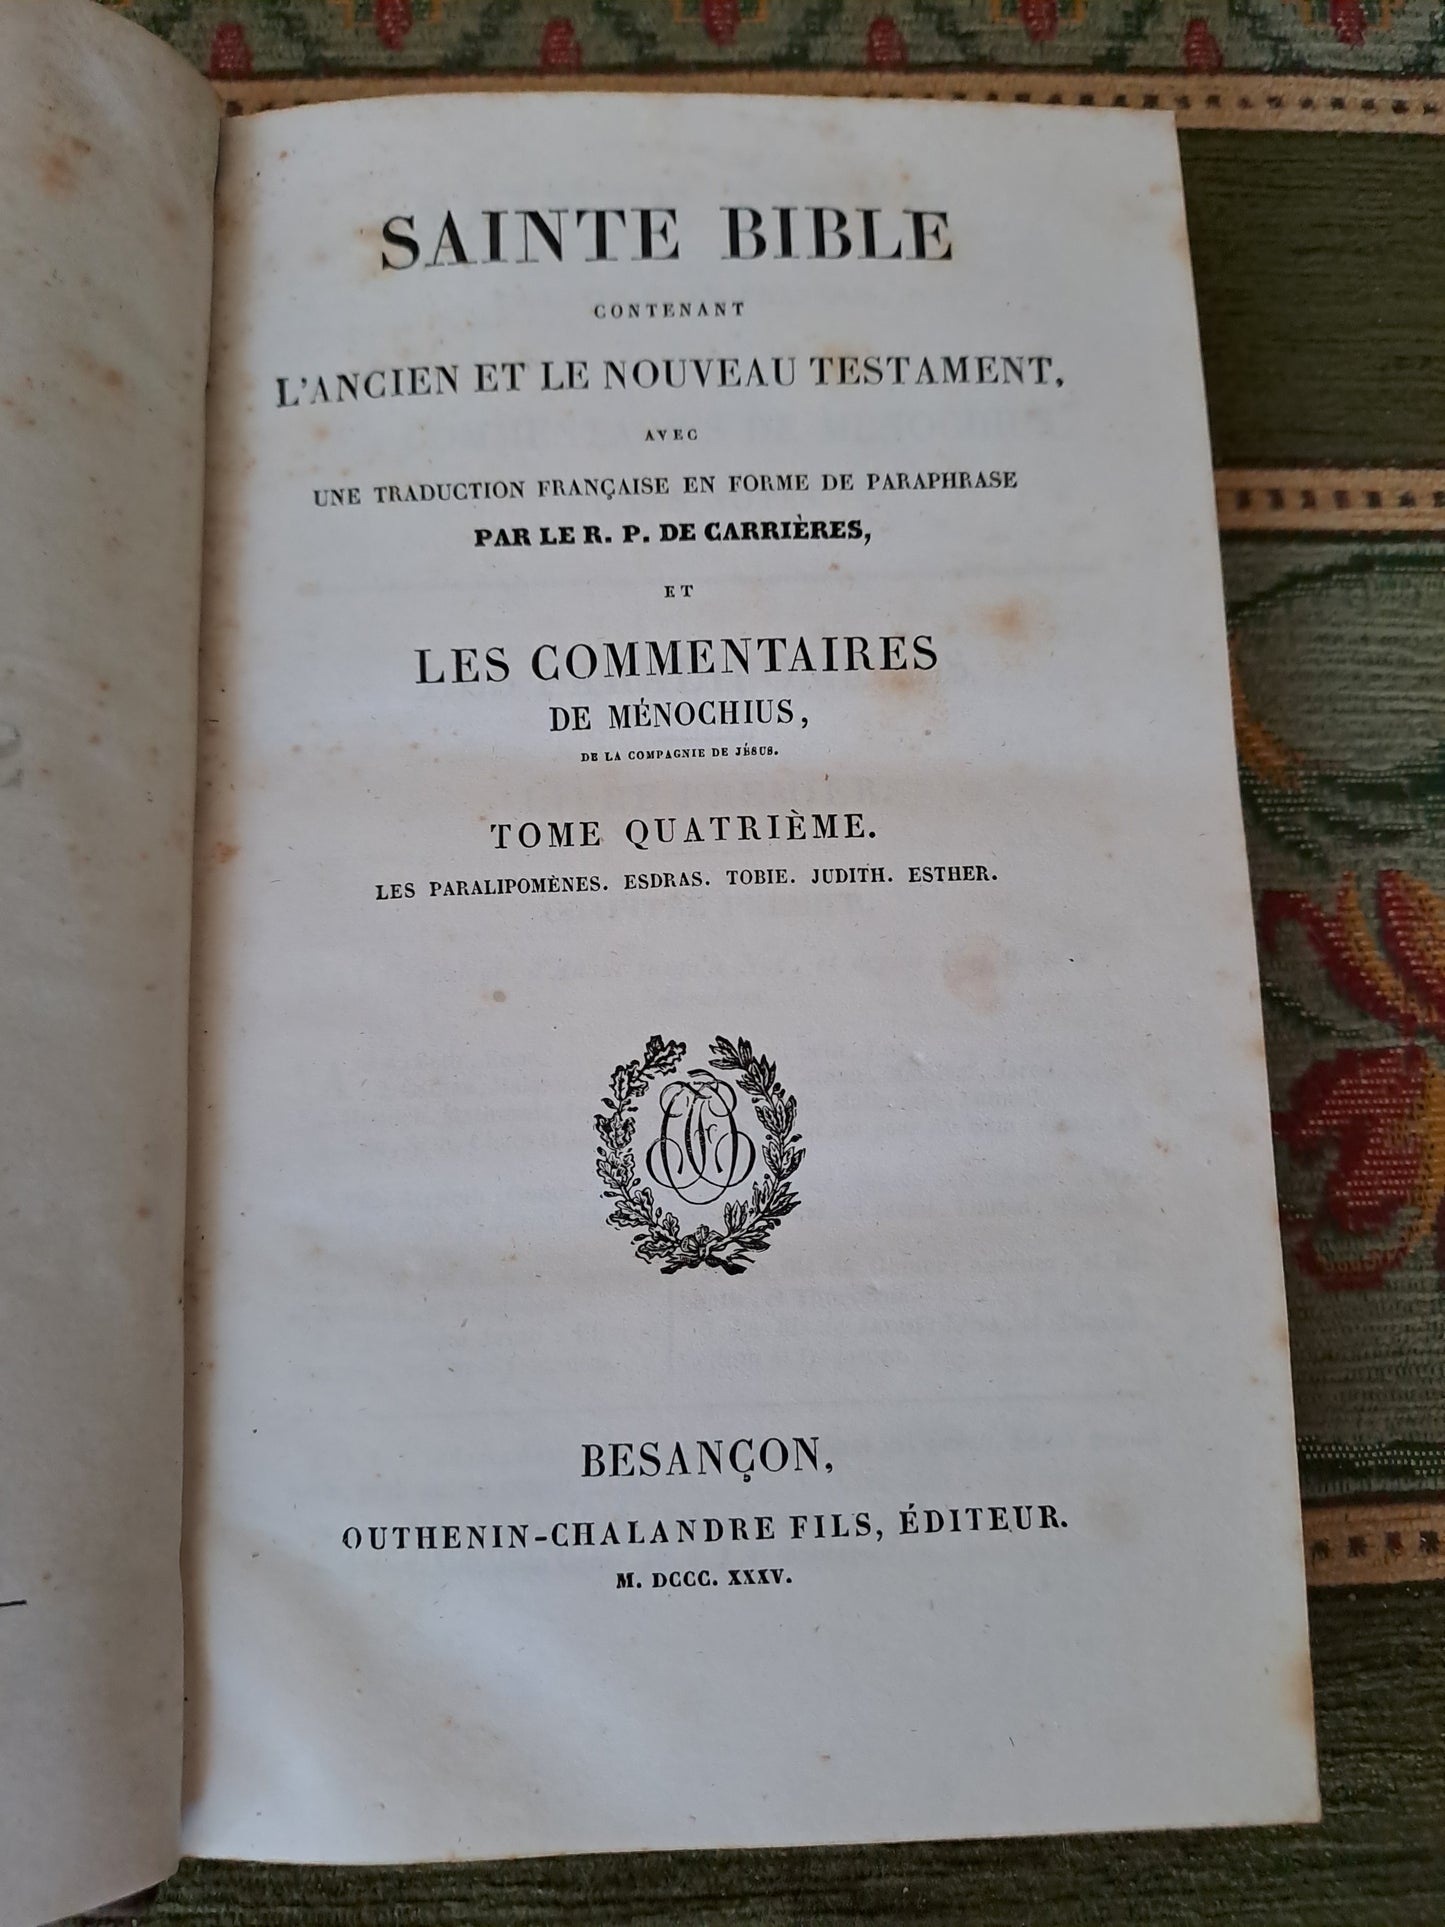 SAINTE BIBLE
CONTENANT
L'ANCIEN ET LE NOUVEAU TESTAMENT,
AVEC
UNE TRADUCTION FRANÇAISE EN FORME DE PARAPHRASE
PAR LE R. P. DE CARRIÈRES,
ET
LES COMMENTAIRES
DE MÉNOCHIUS,
DE LA COMPAGNIE DE JÉSUS.
TOME QUATRIÈME.
LES PARALIPOMÈNES. ESDRAS. TOBIE. JUDITH. ESTHER.
BESANÇON,
OUTHENIN-CHALANDRE FILS, ÉDITEUR.
M. DCCC. XXXV.